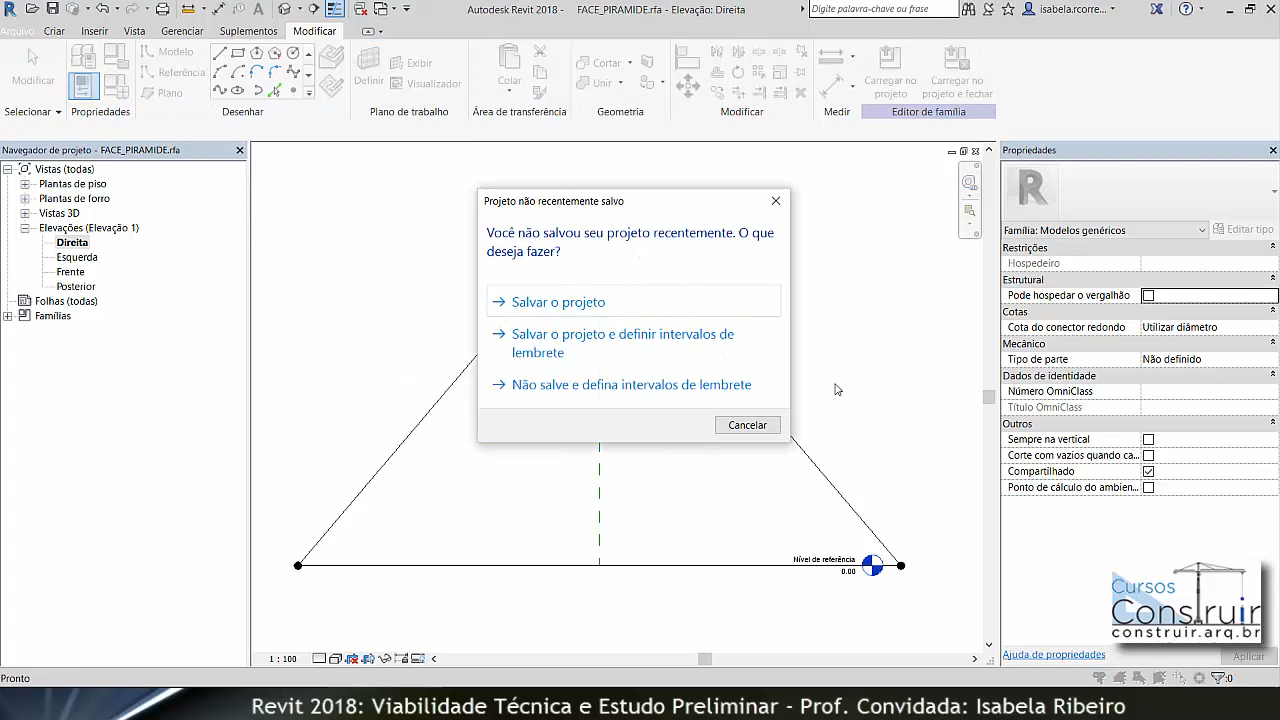 Autodesk Revit 2018 - FACE_PIRAMIDE.rfa - Elevação: Direita
Digite palavra-chave ou frase
isabela.rcorre...
Arquivo Criar Inserir Vista Gerenciar Suplementos Modificar
Modificar
Modelo
Referência
Plano
Definir
Exibir
Visualizador
Colar
Cortar
Unir
Carregar no projeto
Carregar no projeto e fechar
Selecionar Propriedades Desenhar Plano de trabalho Área de transferência Geometria Modificar Medir Editor de família
Navegador de projeto - FACE_PIRAMIDE.rfa
Vistas (todas)
Plantas de piso
Plantas de forro
Vistas 3D
Elevações (Elevação 1)
Direita
Esquerda
Frente
Posterior
Folhas (todas)
Famílias
Projeto não recentemente salvo
Você não salvou seu projeto recentemente. O que
deseja fazer?
Salvar o projeto
Salvar o projeto e definir intervalos de
lembrete
Não salve e defina intervalos de lembrete
Cancelar
Nível de referência
0.00
Propriedades
R
Família: Modelos genéricos
Editar tipo
Restrições
Hospedeiro
Estrutural
Pode hospedar o vergalhão
Cotas
Cota do conector redondo Utilizar diâmetro
Mecânico
Tipo de parte Não definido
Dados de identidade
Número OmniClass
Título OmniClass
Outros
Sempre na vertical
Corte com vazios quando ca...
Compartilhado
Ponto de cálculo do ambien...
Cursos
Construir
construir.arq.br
Ajuda de propriedades
Aplicar
1 : 100
Pronto
:0
Revit 2018: Viabilidade Técnica e Estudo Preliminar - Prof. Convidada: Isabela Ribeiro